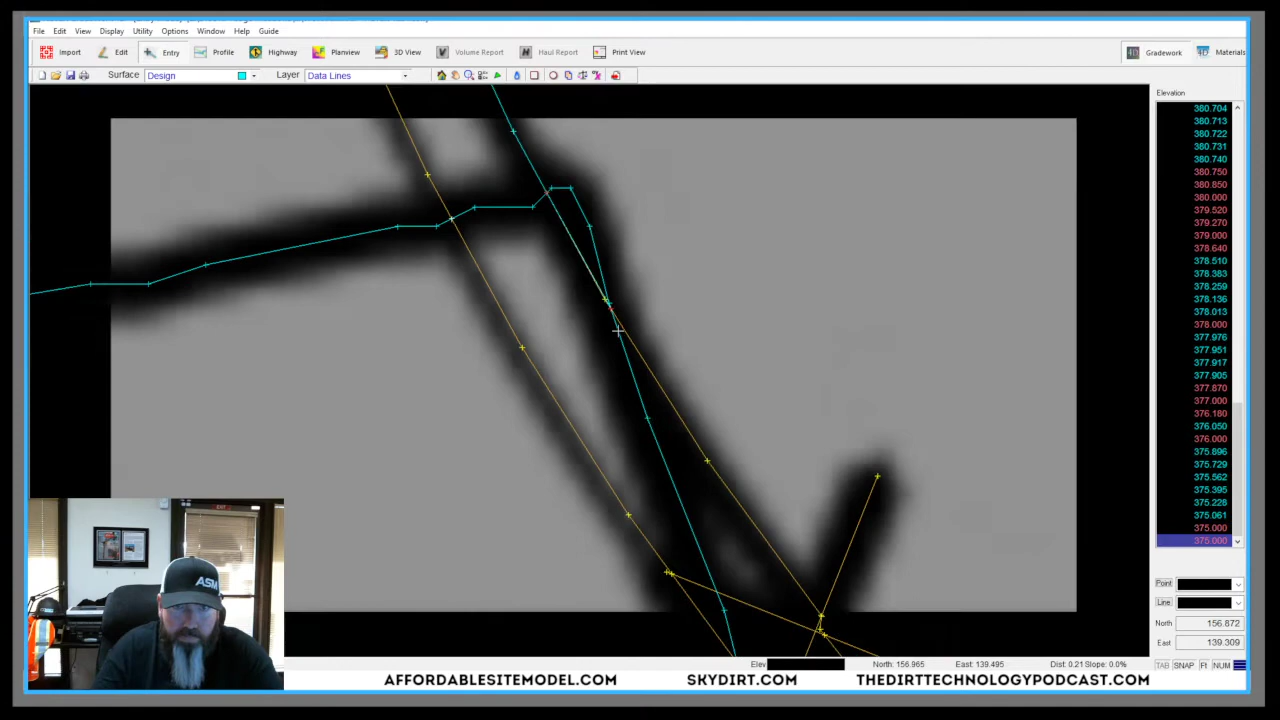 File Edit View Display Utility Options Window Help Guide
Import Edit Entry Profile Highway Planview 3D View Volume Report Haul Report Print View 4D Gradework 4D Materials
Surface Design Layer Data Lines
Elevation
380.704
380.713
380.722
380.731
380.740
380.750
380.850
380.000
379.520
379.270
379.000
378.640
378.510
378.383
378.259
378.136
378.013
378.000
377.976
377.951
377.917
377.905
377.870
377.000
376.180
376.050
376.000
375.896
375.729
375.562
375.395
375.228
375.061
375.000
375.000
Point
Line
North 156.872
East 139.309
EXIT
ASM
Elev North: 156.965 East: 139.495 Dist: 0.21 Slope: 0.0% TAB SNAP Fl NUM
AFFORDABLESITEMODEL.COM SKYDIRT.COM THEDIRTTECHNOLOGYPODCAST.COM